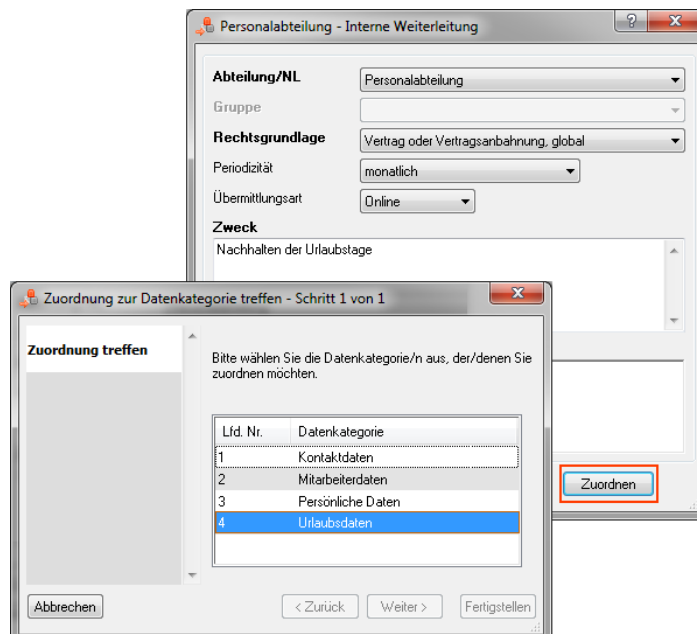 Personalabteilung - Interne Weiterleitung
?
X
Abteilung/NL Personalabteilung
Gruppe
Rechtsgrundlage Vertrag oder Vertragsanbahnung, global
Periodizität monatlich
Übermittlungsart Online
Zweck
Nachhalten der Urlaubstage
Zuordnen
Zuordnung zur Datenkategorie treffen - Schritt 1 von 1
X
Zuordnung treffen
Bitte wählen Sie die Datenkategorie/n aus, der/denen Sie
zuordnen möchten.
Lfd. Nr. Datenkategorie
1 Kontaktdaten
2 Mitarbeiterdaten
3 Persönliche Daten
4 Urlaubsdaten
Abbrechen < Zurück Weiter > Fertigstellen